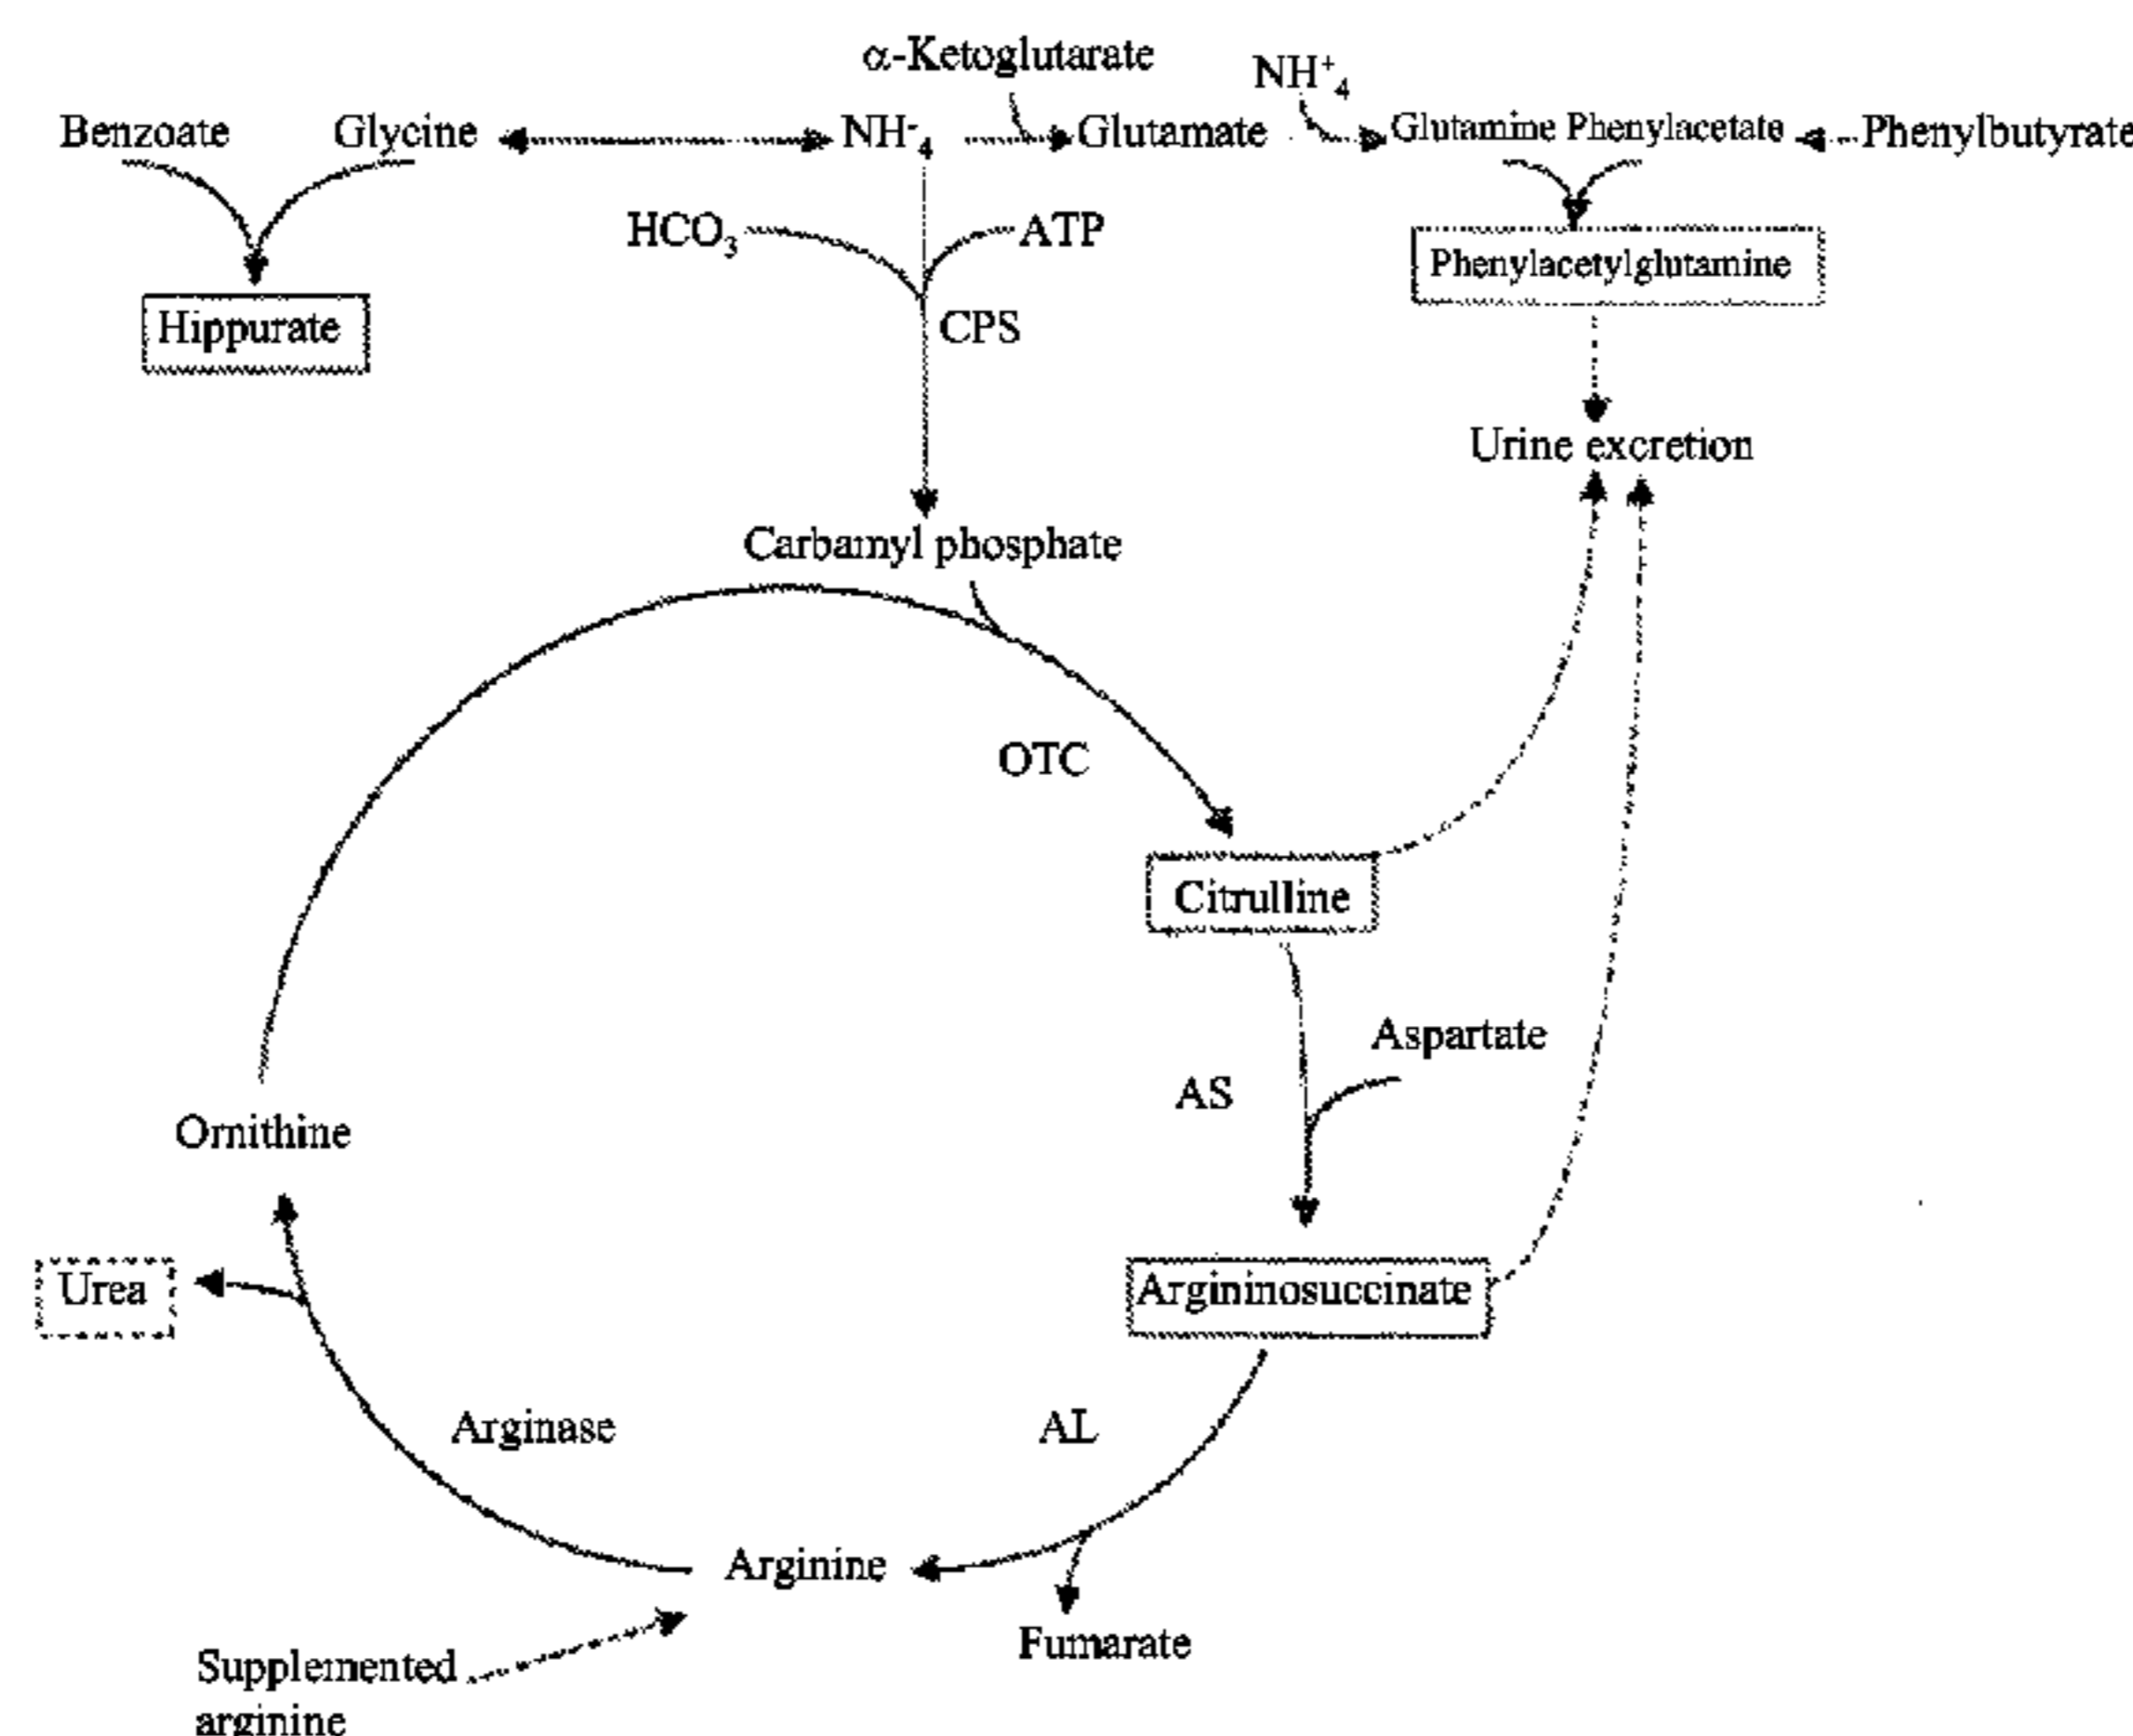 α-Ketoglutarate
NH⁺₄
Benzoate
Glycine
NH⁻₄
Glutamate
Glutamine Phenylacetate
Phenylbutyrate
HCO₃
ATP
Phenylacetylglutamine
Hippurate
CPS
Urine excretion
Carbamyl phosphate
OTC
Citrulline
Aspartate
AS
Ornithine
Urea
Argininosuccinate
Arginase
AL
Arginine
Fumarate
Supplemented
arginine